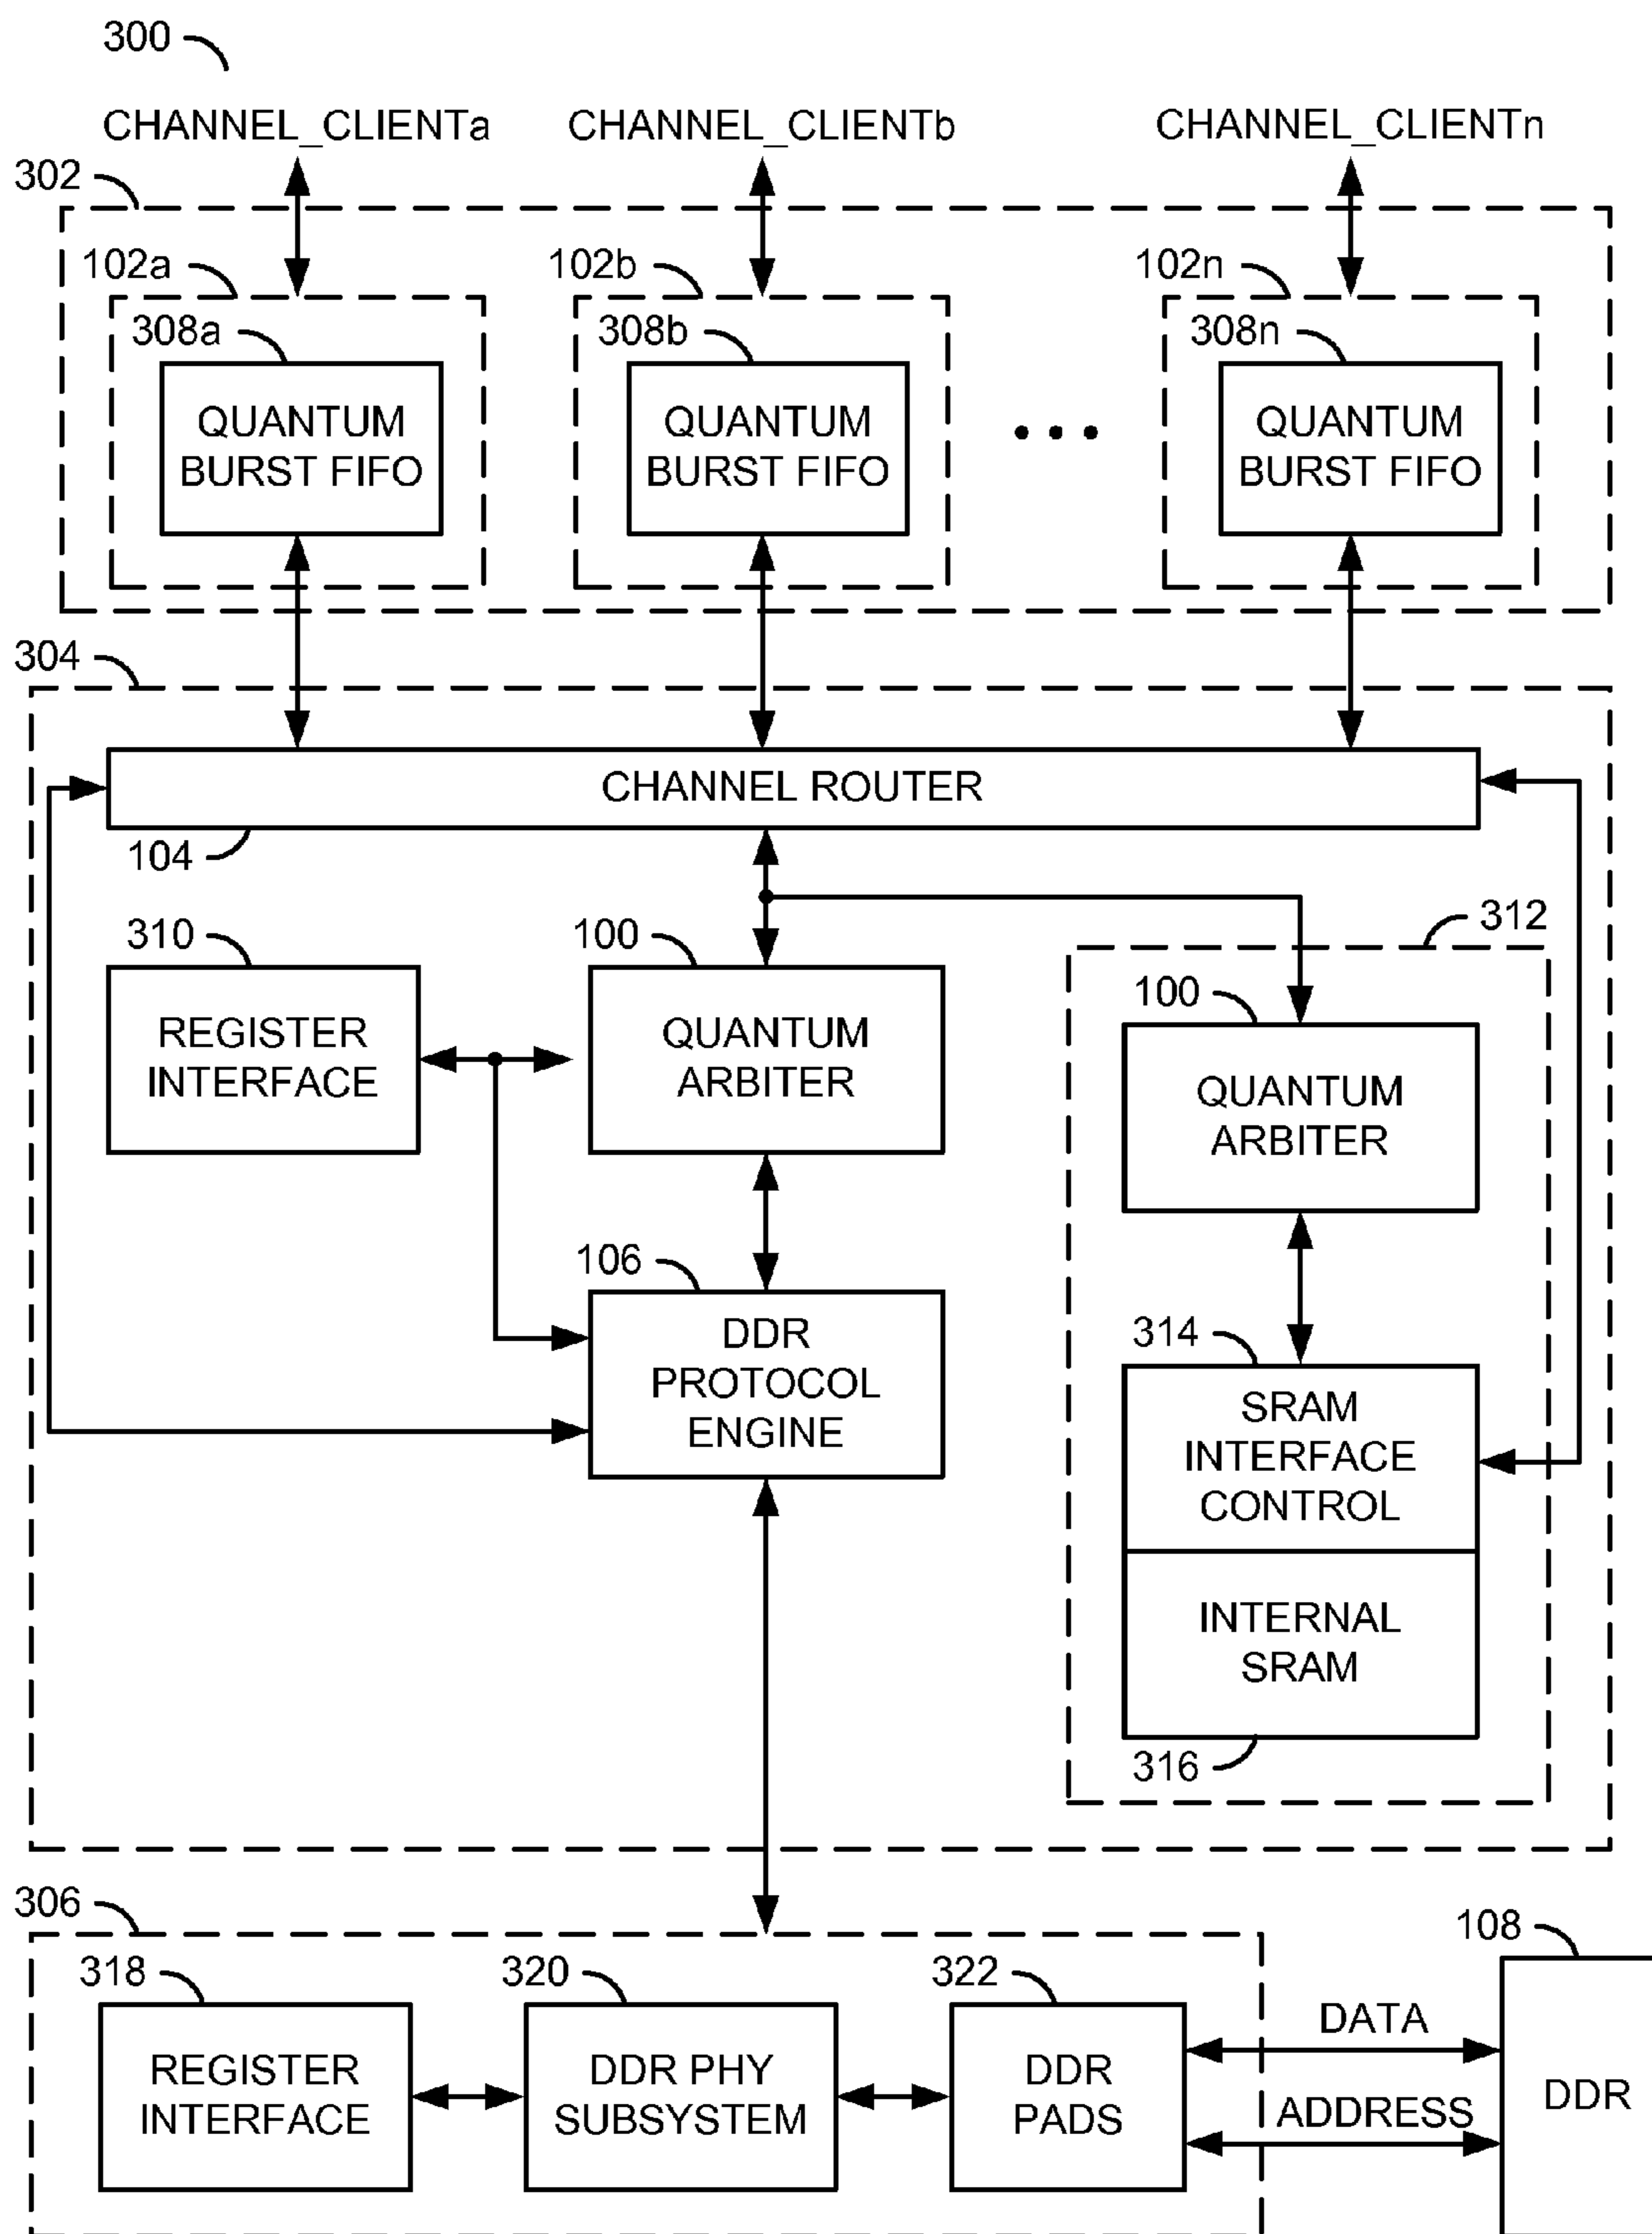 300
CHANNEL_CLIENTa CHANNEL_CLIENTb CHANNEL_CLIENTn
302
102a 102b 102n
308a 308b 308n
QUANTUM
BURST FIFO
QUANTUM
BURST FIFO
• • •
QUANTUM
BURST FIFO
304
CHANNEL ROUTER
104
310
REGISTER
INTERFACE
100
QUANTUM
ARBITER
312
100
QUANTUM
ARBITER
106
DDR
PROTOCOL
ENGINE
314
SRAM
INTERFACE
CONTROL
INTERNAL
SRAM
316
306
318
REGISTER
INTERFACE
320
DDR PHY
SUBSYSTEM
322
DDR
PADS
DATA
ADDRESS
108
DDR